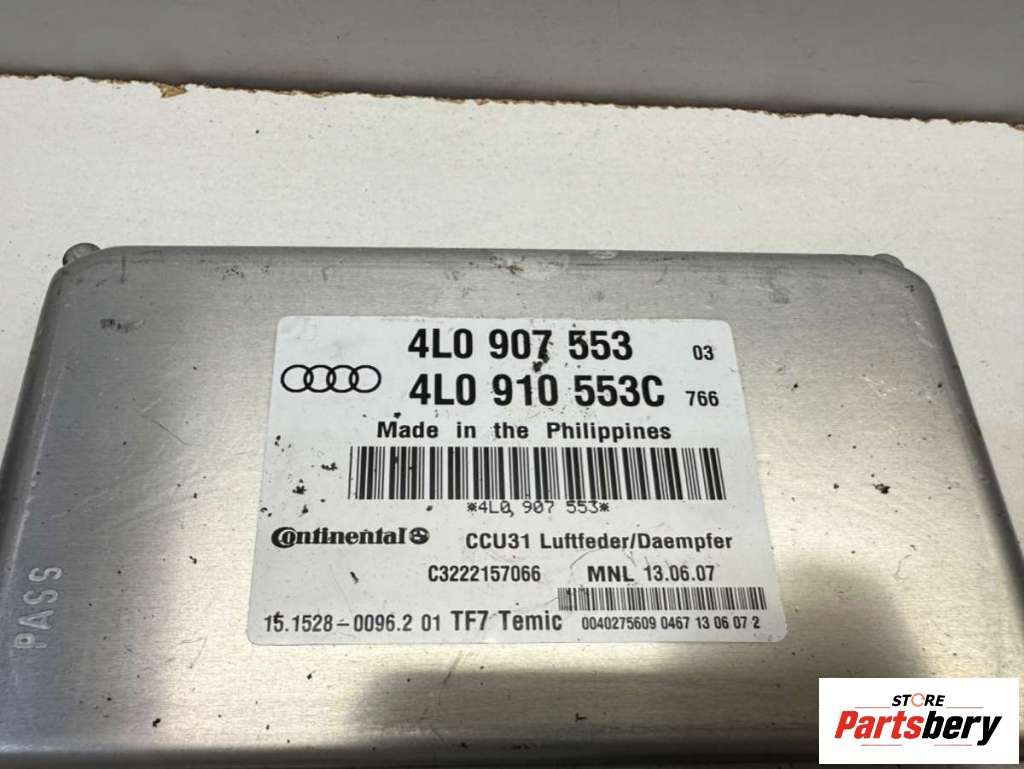 4L0 907 553 03
4L0 910 553C 766
Made in the Philippines
*4L0 907 553*
Continental CCU31 Luftfeder/Daempfer
C3222157066 MNL 13.06.07
15.1528-0096.2 01 TF7 Temic 0040275609 0467 13 06 07 2
PASS
STORE
Partsbery